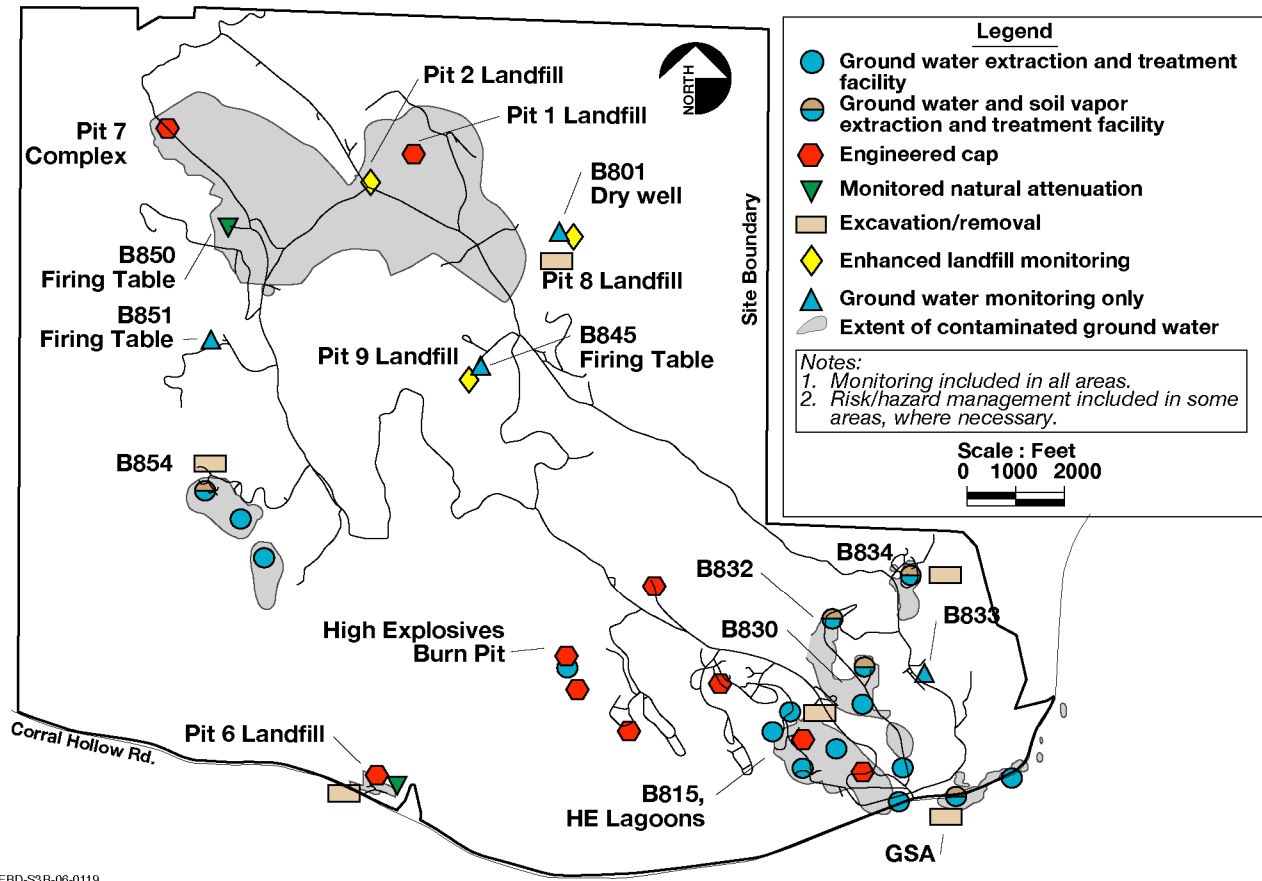 Legend
Ground water extraction and treatment
facility
Ground water and soil vapor
extraction and treatment facility
Engineered cap
Monitored natural attenuation
Excavation/removal
Enhanced landfill monitoring
Ground water monitoring only
Extent of contaminated ground water
Notes:
1. Monitoring included in all areas.
2. Risk/hazard management included in some
areas, where necessary.
Scale : Feet
0 1000 2000
NORTH
Site Boundary
Pit 2 Landfill
Pit 1 Landfill
Pit 7
Complex
B801
Dry well
B850
Firing Table
Pit 8 Landfill
B851
Firing Table
Pit 9 Landfill
B845
Firing Table
B854
B834
B832
B833
B830
High Explosives
Burn Pit
Corral Hollow Rd.
Pit 6 Landfill
B815,
HE Lagoons
GSA
ERD-S3R-06-0119